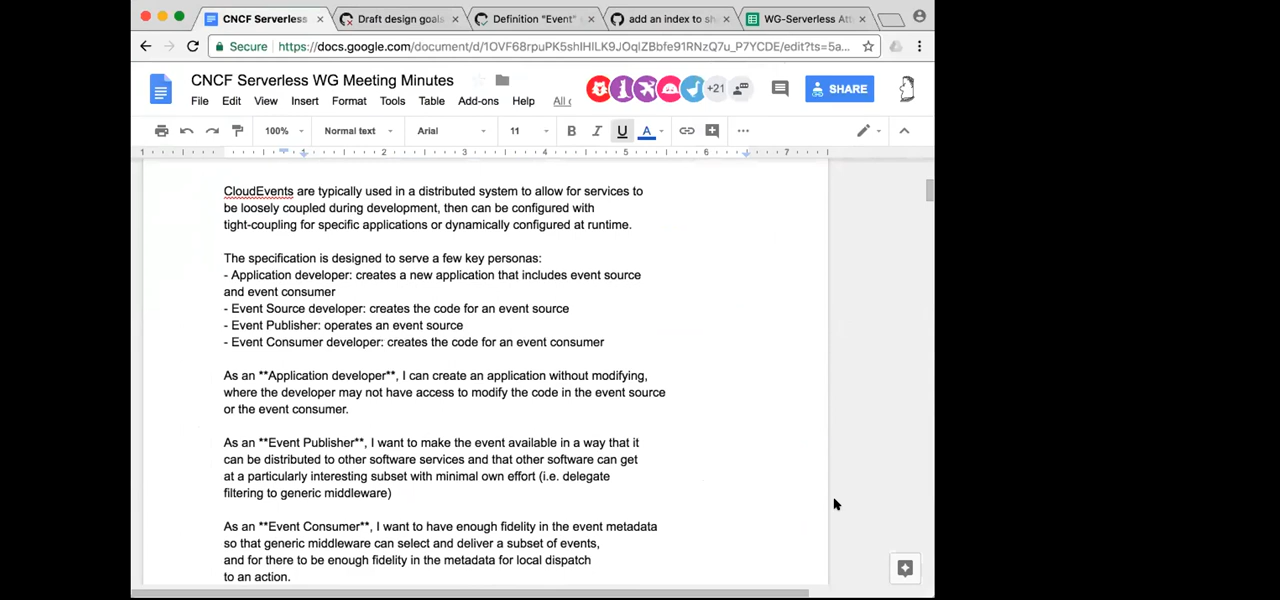 CNCF Serverless
Draft design goals
Definition "Event"
add an index to sh
WG-Serverless Att
Secure
https://docs.google.com/document/d/1OVF68rpuPK5shIHILK9JOqlZBbfe91RNzQ7u_P7YCDE/edit?ts=5a...
CNCF Serverless WG Meeting Minutes
+21
SHARE
File Edit View Insert Format Tools Table Add-ons Help All c
100% Normal text Arial 11 B I U A
1 1 2 3 4 5 6 7
CloudEvents are typically used in a distributed system to allow for services to
be loosely coupled during development, then can be configured with
tight-coupling for specific applications or dynamically configured at runtime.
The specification is designed to serve a few key personas:
- Application developer: creates a new application that includes event source
and event consumer
- Event Source developer: creates the code for an event source
- Event Publisher: operates an event source
- Event Consumer developer: creates the code for an event consumer
As an **Application developer**, I can create an application without modifying,
where the developer may not have access to modify the code in the event source
or the event consumer.
As an **Event Publisher**, I want to make the event available in a way that it
can be distributed to other software services and that other software can get
at a particularly interesting subset with minimal own effort (i.e. delegate
filtering to generic middleware)
As an **Event Consumer**, I want to have enough fidelity in the event metadata
so that generic middleware can select and deliver a subset of events,
and for there to be enough fidelity in the metadata for local dispatch
to an action.